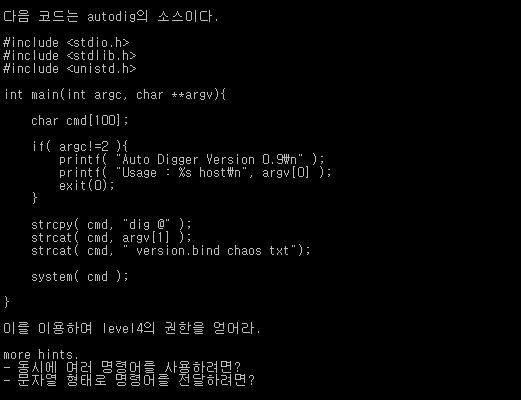 다음 코드는 autodig의 소스이다.
#include <stdio.h>
#include <stdlib.h>
#include <unistd.h>
int main(int argc, char **argv){
char cmd[100];
if( argc!=2 ){
printf( "Auto Digger Version 0.9₩n" );
printf( "Usage : %s host₩n", argv[0] );
exit(0);
}
strcpy( cmd, "dig @" );
strcat( cmd, argv[1] );
strcat( cmd, " version.bind chaos txt");
system( cmd );
}
이를 이용하여 level4의 권한을 얻어라.
more hints.
- 동시에 여러 명령어를 사용하려면?
- 문자열 형태로 명령어를 전달하려면?